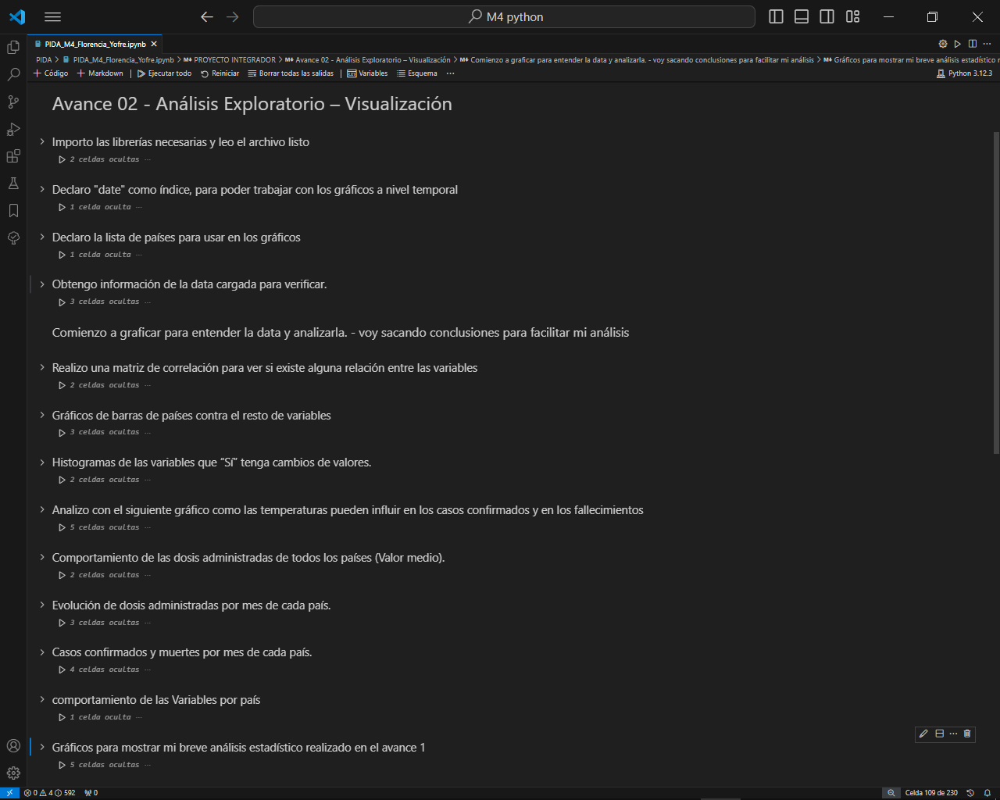 M4 python
PIDA_M4_Florencia_Yofre.ipynb
PIDA > PIDA_M4_Florencia_Yofre.ipynb > M↓ PROYECTO INTEGRADOR > M↓ Avance 02 - Análisis Exploratorio – Visualización > M↓ Comienzo a graficar para entender la data y analizarla. - voy sacando conclusiones para facilitar mi análisis > M↓ Gráficos para mostrar mi breve análisis estadístico r
+ Código + Markdown | Ejecutar todo Reiniciar Borrar todas las salidas | Variables Esquema ··· Python 3.12.3
Avance 02 - Análisis Exploratorio – Visualización
Importo las librerías necesarias y leo el archivo listo
2 celdas ocultas ···
Declaro "date" como índice, para poder trabajar con los gráficos a nivel temporal
1 celda oculta ···
Declaro la lista de países para usar en los gráficos
1 celda oculta ···
Obtengo información de la data cargada para verificar.
3 celdas ocultas ···
Comienzo a graficar para entender la data y analizarla. - voy sacando conclusiones para facilitar mi análisis
Realizo una matriz de correlación para ver si existe alguna relación entre las variables
2 celdas ocultas ···
Gráficos de barras de países contra el resto de variables
3 celdas ocultas ···
Histogramas de las variables que “Sí” tenga cambios de valores.
2 celdas ocultas ···
Analizo con el siguiente gráfico como las temperaturas pueden influir en los casos confirmados y en los fallecimientos
5 celdas ocultas ···
Comportamiento de las dosis administradas de todos los países (Valor medio).
2 celdas ocultas ···
Evolución de dosis administradas por mes de cada país.
3 celdas ocultas ···
Casos confirmados y muertes por mes de cada país.
4 celdas ocultas ···
comportamiento de las Variables por país
1 celda oculta ···
Gráficos para mostrar mi breve análisis estadístico realizado en el avance 1
5 celdas ocultas ···
0 4 592 0 Celda 109 de 230